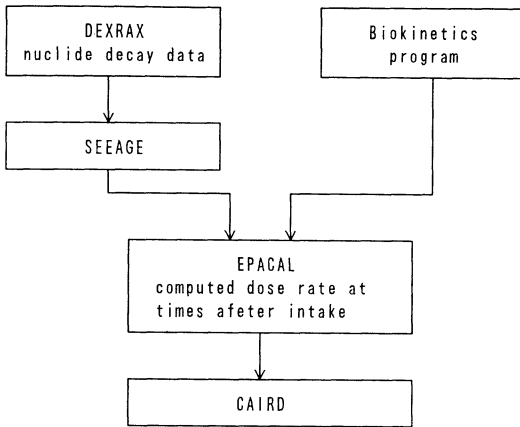 DEXRAX
nuclide decay data
Biokinetics
program
SEEAGE
EPACAL
computed dose rate at
times afeter intake
CAIRD